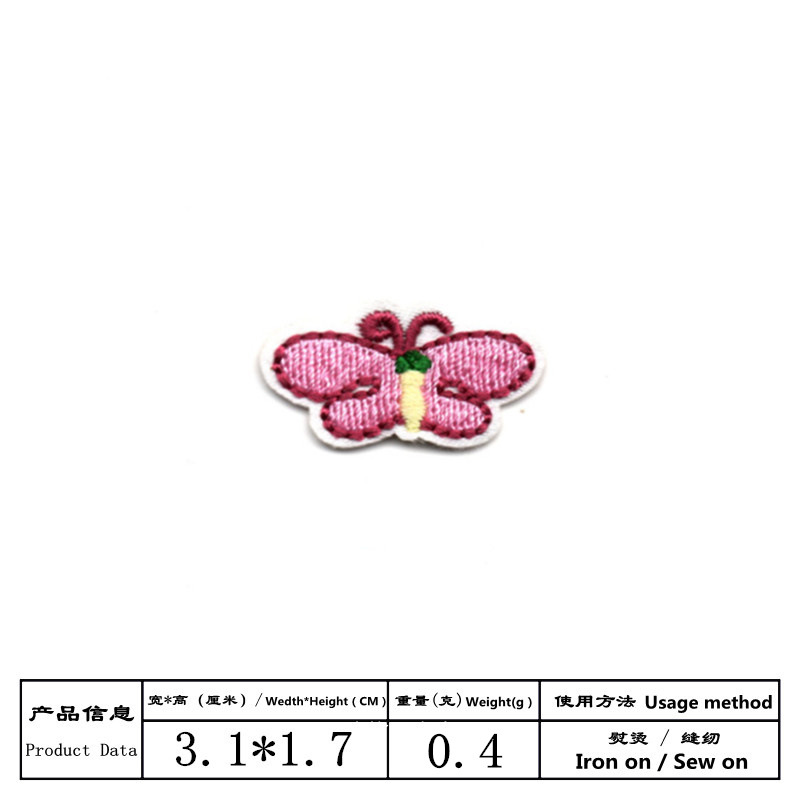 产品信息
Product Data
宽*高（厘米）/ Wedth*Height ( CM )
3.1*1.7
重量(克) Weight(g)
0.4
使用方法 Usage method
熨烫 / 缝纫
Iron on / Sew on